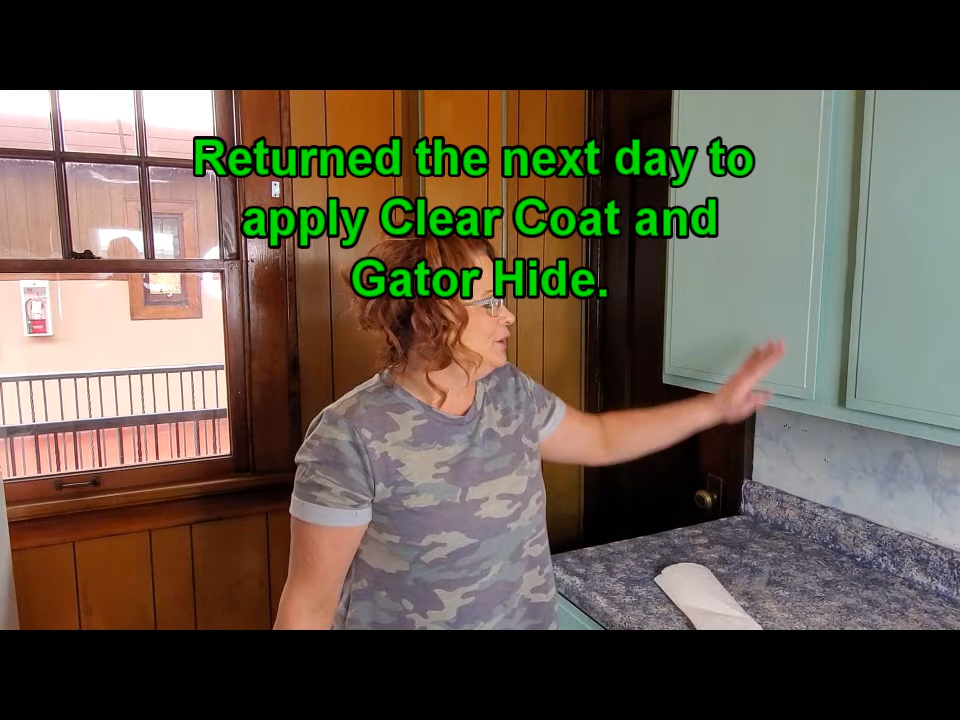 Returned the next day to
apply Clear Coat and
Gator Hide.